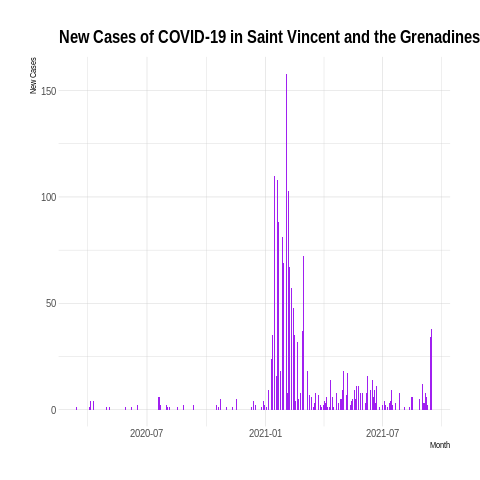 New Cases of COVID-19 in Saint Vincent and the Grenadines
New Cases
150
100
50
0
2020-07 2021-01 2021-07
Month